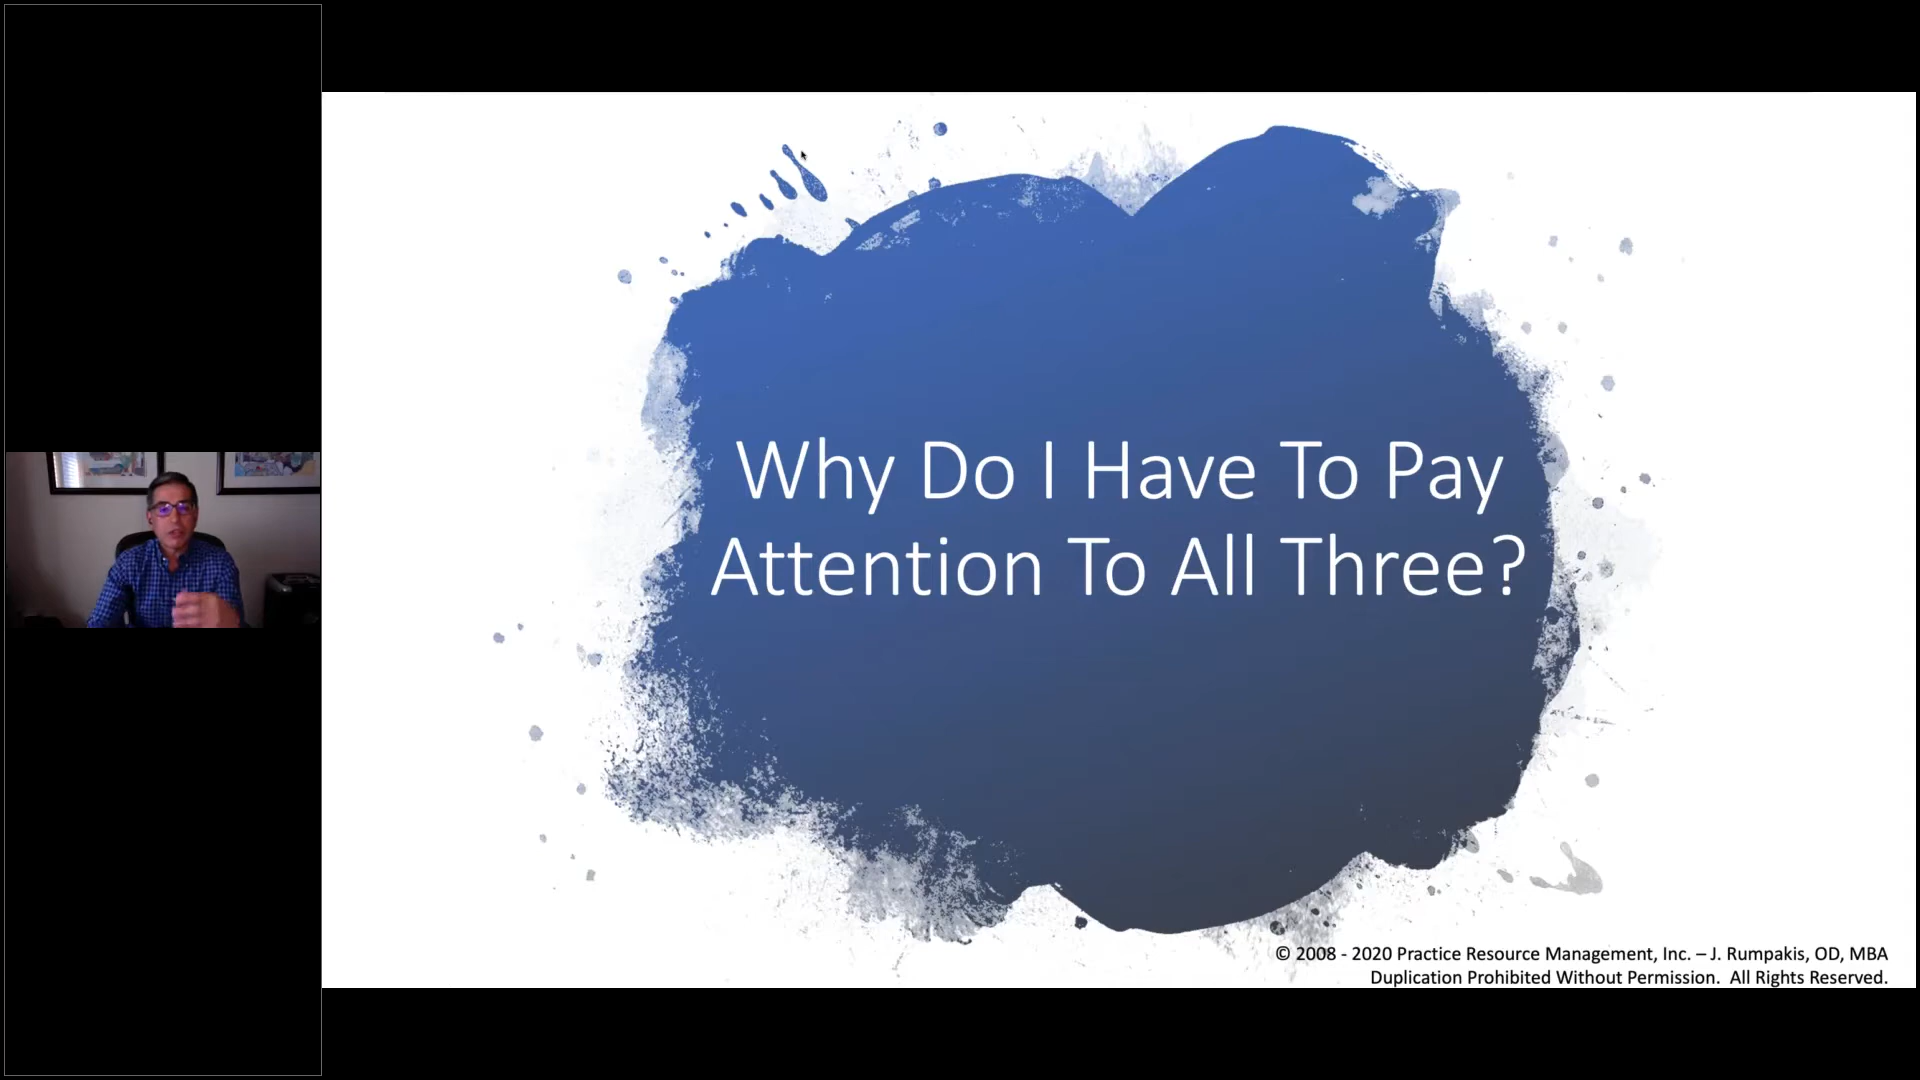 Why Do I Have To Pay
Attention To All Three?
© 2008 - 2020 Practice Resource Management, Inc. – J. Rumpakis, OD, MBA
Duplication Prohibited Without Permission.  All Rights Reserved.